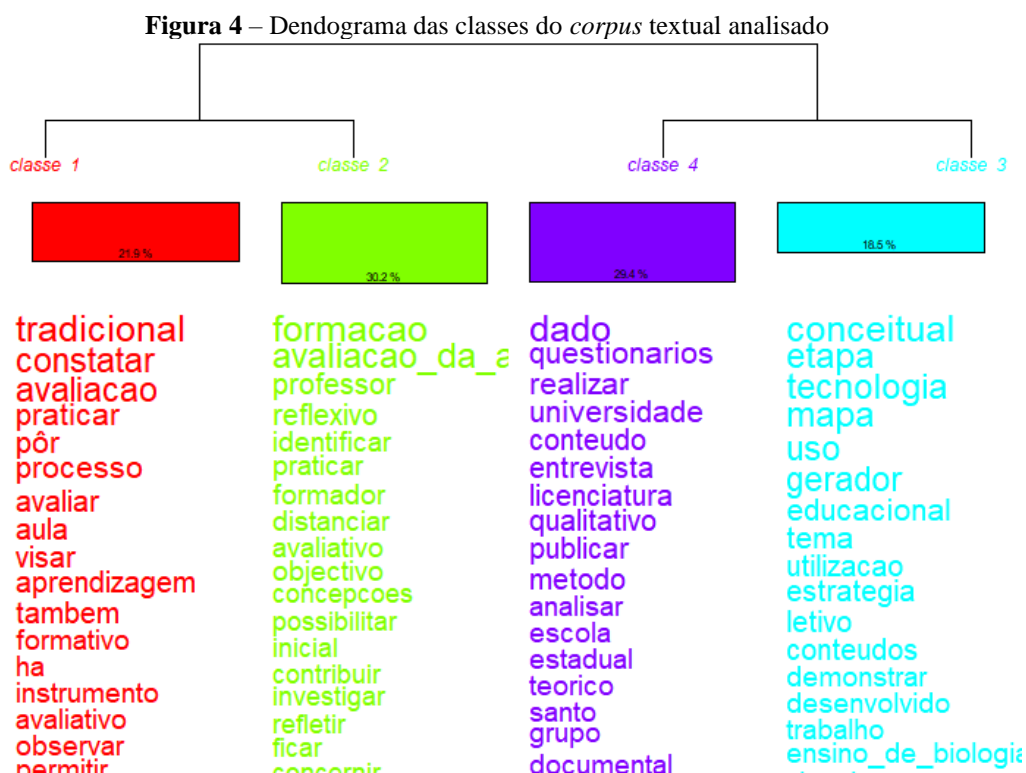 Figura 4 – Dendograma das classes do corpus textual analisado
classe 1
classe 2
classe 4
classe 3
21.9 %
30.2 %
29.4 %
18.5 %
tradicional
constatar
avaliacao
praticar
pôr
processo
avaliar
aula
visar
aprendizagem
tambem
formativo
ha
instrumento
avaliativo
observar
permitir
formacao
avaliacao_da_a
professor
reflexivo
identificar
praticar
formador
distanciar
avaliativo
objectivo
concepcoes
possibilitar
inicial
contribuir
investigar
refletir
ficar
concernir
dado
questionarios
realizar
universidade
conteudo
entrevista
licenciatura
qualitativo
publicar
metodo
analisar
escola
estadual
teorico
santo
grupo
documental
conceitual
etapa
tecnologia
mapa
uso
gerador
educacional
tema
utilizacao
estrategia
letivo
conteudos
demonstrar
desenvolvido
trabalho
ensino_de_biologia